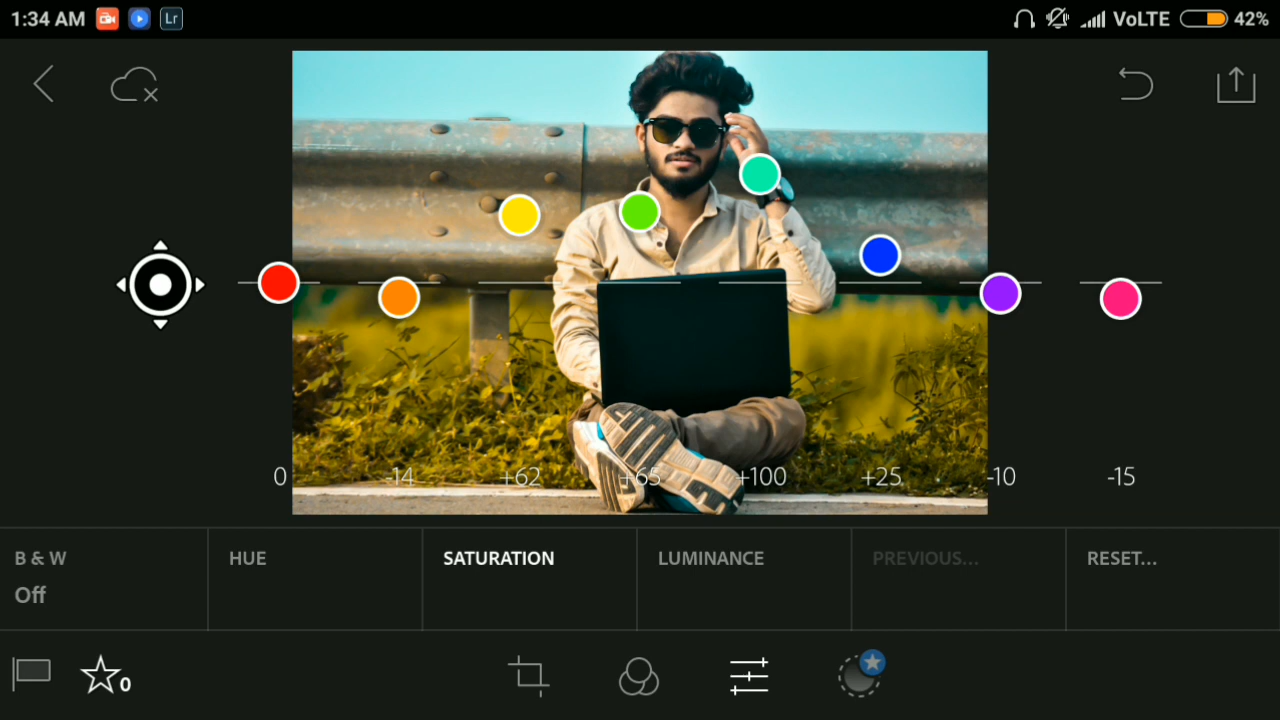 1:34 AM Lr VoLTE 42%
0 -14 +62 +65 +100 +25 -10 -15
B & W HUE SATURATION LUMINANCE PREVIOUS... RESET...
Off
0